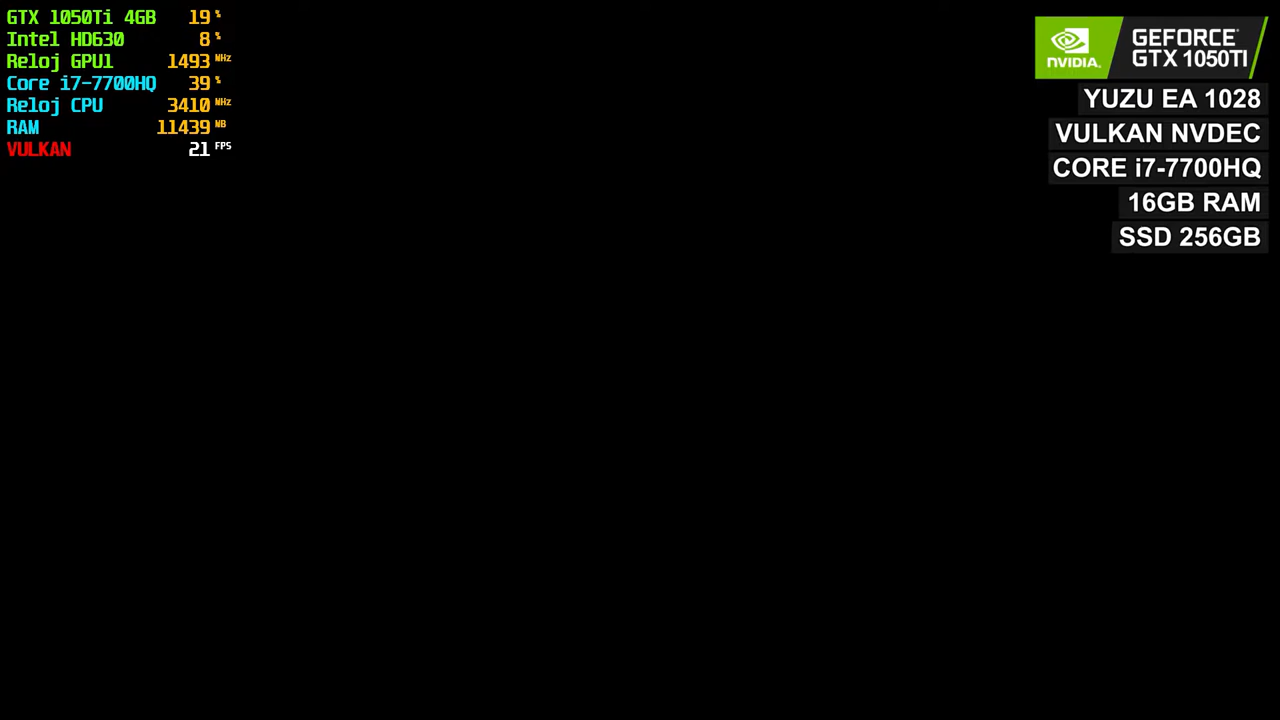 GTX 1050Ti 4GB 19 %
Intel HD630 8 %
Reloj GPU1 1493 MHz
Core i7-7700HQ 39 %
Reloj CPU 3410 MHz
RAM 11439 MB
VULKAN 21 FPS
NVIDIA. GEFORCE GTX 1050TI
YUZU EA 1028
VULKAN NVDEC
CORE i7-7700HQ
16GB RAM
SSD 256GB